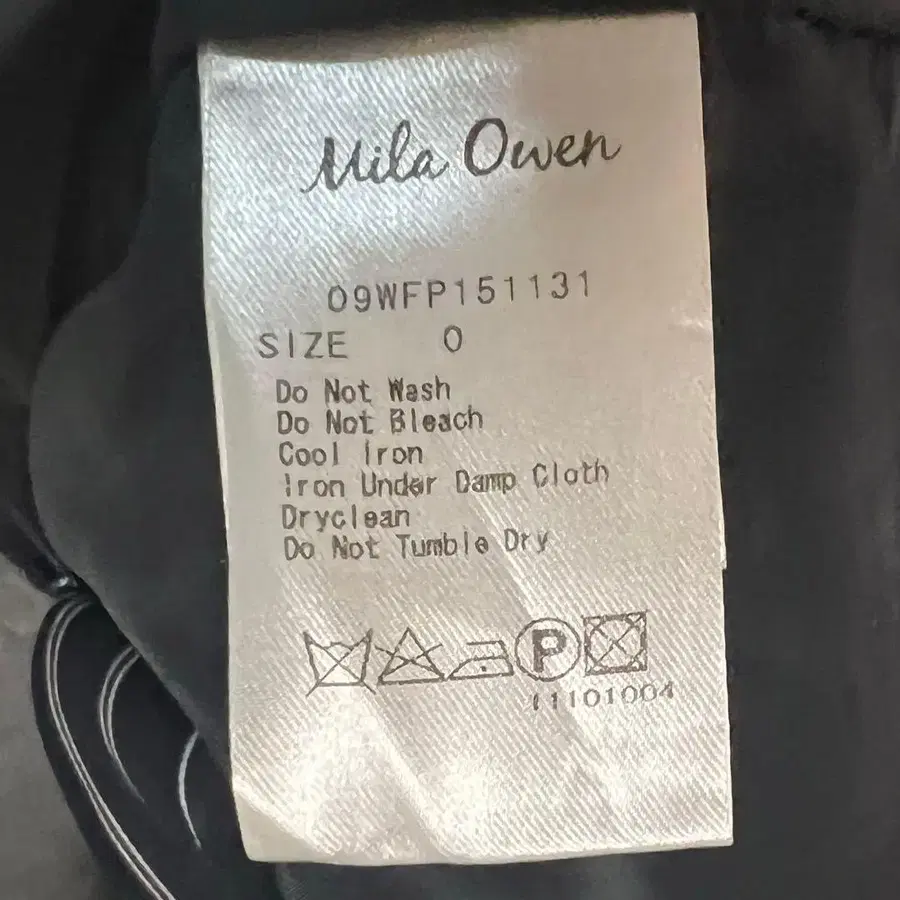 Mila Owen
09WFP151131
SIZE 0
Do Not Wash
Do Not Bleach
Cool Iron
Iron Under Damp Cloth
Dryclean
Do Not Tumble Dry
P
11101004